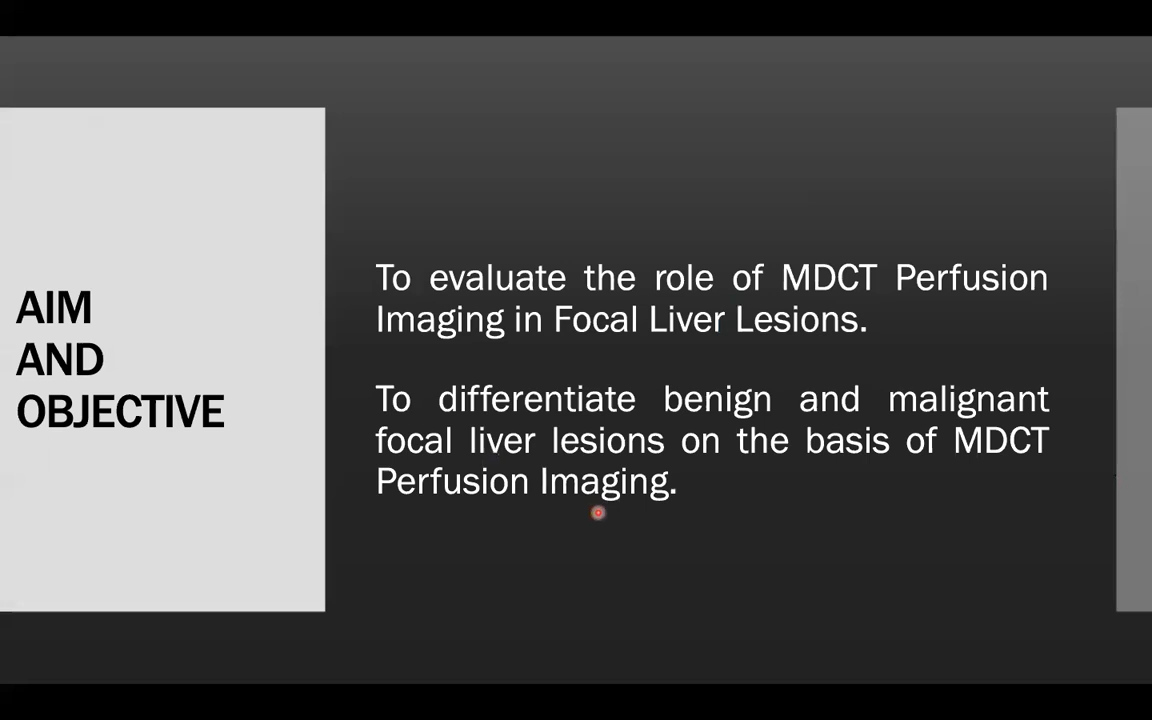 AIM
AND
OBJECTIVE
To evaluate the role of MDCT Perfusion
Imaging in Focal Liver Lesions.
To differentiate benign and malignant
focal liver lesions on the basis of MDCT
Perfusion Imaging.